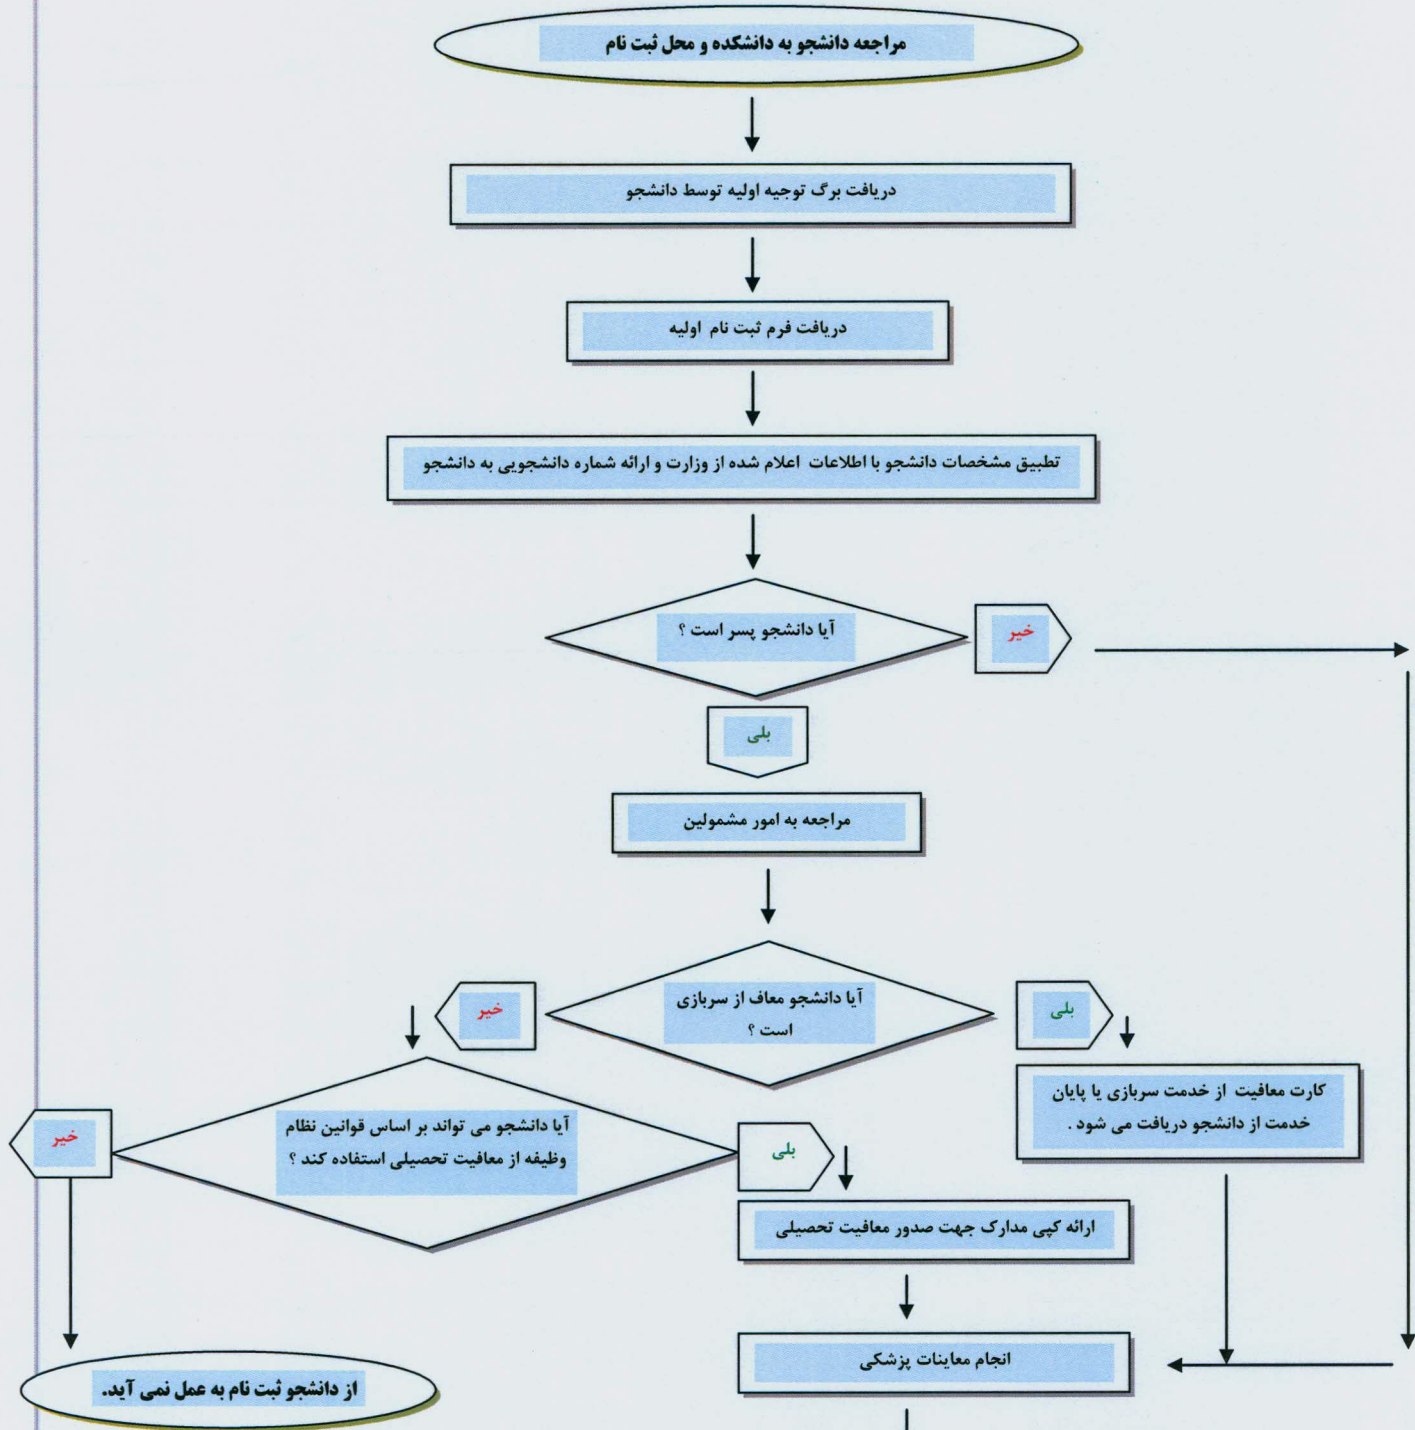 مراجعه دانشجو به دانشکده و محل ثبت نام
دریافت برگ توجیه اولیه توسط دانشجو
دریافت فرم ثبت نام اولیه
تطبیق مشخصات دانشجو با اطلاعات اعلام شده از وزارت و ارائه شماره دانشجویی به دانشجو
آیا دانشجو پسر است ؟
خیر
بلی
مراجعه به امور مشمولین
آیا دانشجو معاف از سربازی
است ؟
بلی
خیر
کارت معافیت از خدمت سربازی یا پایان
خدمت از دانشجو دریافت می شود .
آیا دانشجو می تواند بر اساس قوانین نظام
وظیفه از معافیت تحصیلی استفاده کند ؟
بلی
خیر
ارائه کپی مدارک جهت صدور معافیت تحصیلی
انجام معاینات پزشکی
از دانشجو ثبت نام به عمل نمی آید.